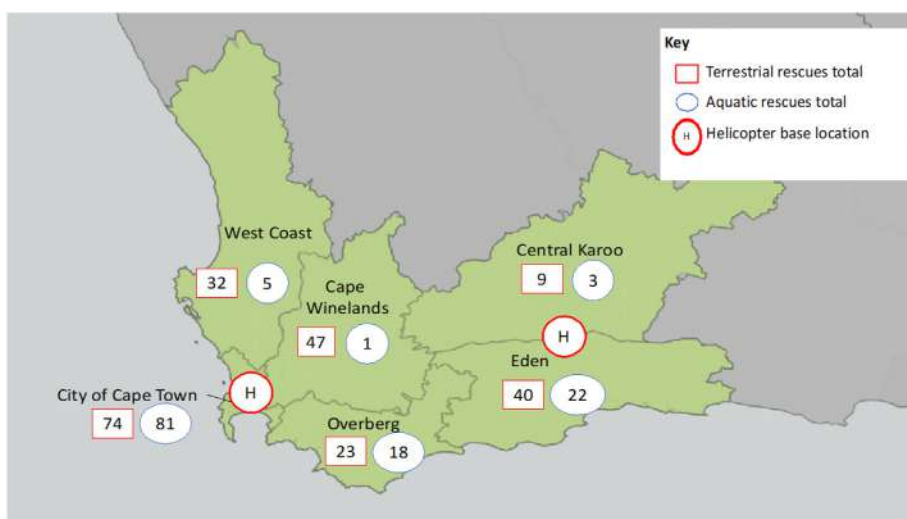 Key
Terrestrial rescues total
Aquatic rescues total
H Helicopter base location
West Coast
32 5
Cape
Winelands
47 1
Central Karoo
9 3
H
Eden
40 22
City of Cape Town
H
74 81
Overberg
23 18